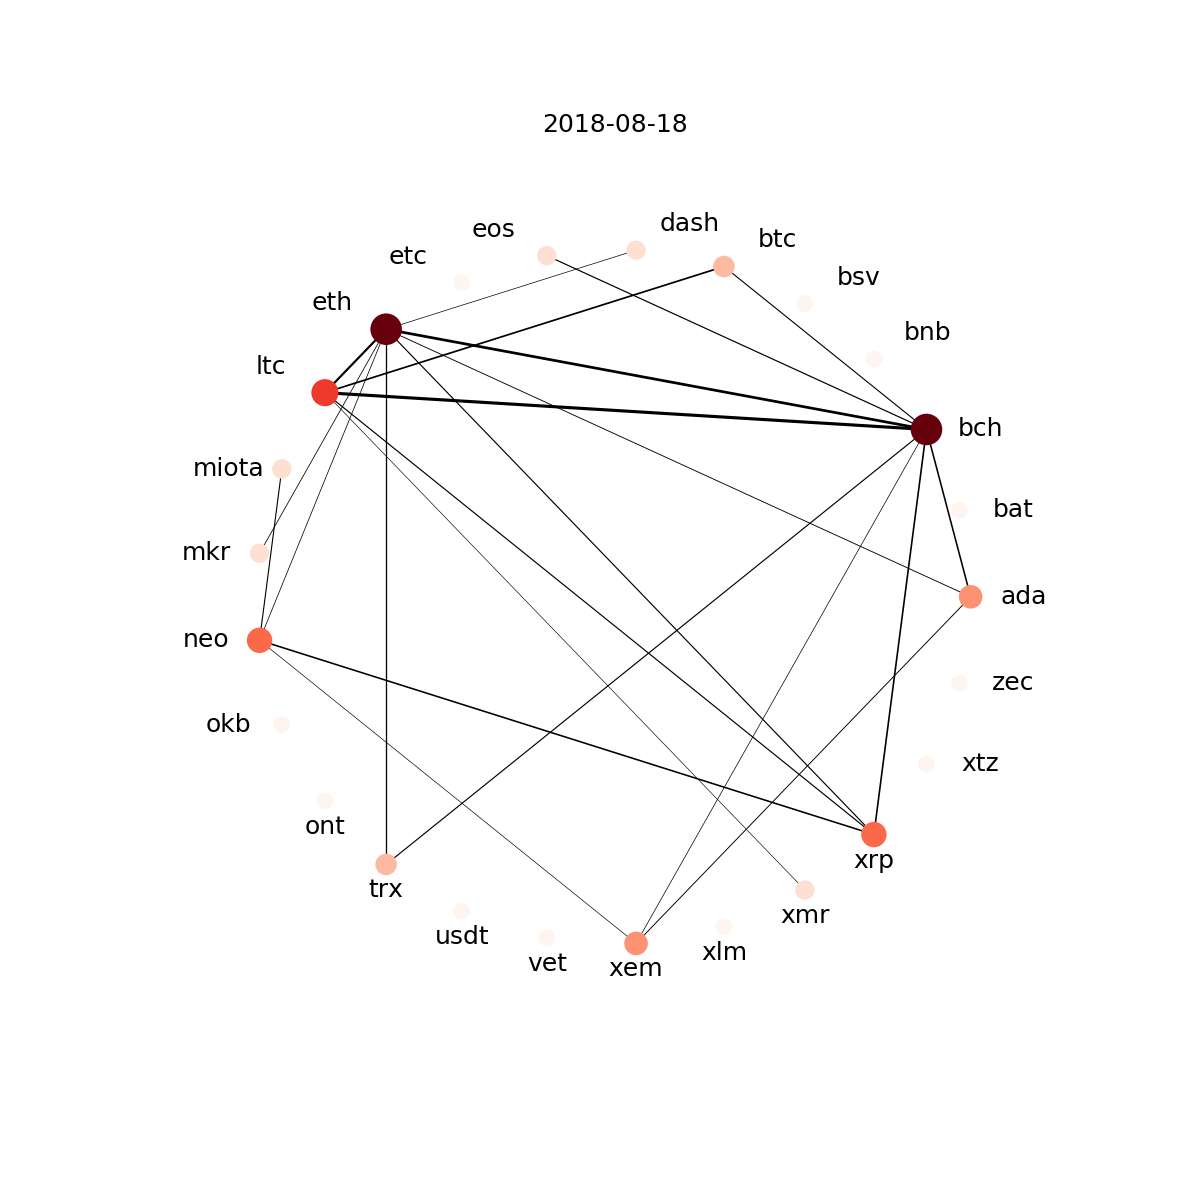 2018-08-18
dash
eos
btc
etc
bsv
eth
bnb
ltc
bch
miota
bat
mkr
ada
neo
zec
okb
xtz
ont
xrp
trx
xmr
usdt
xlm
vet
xem